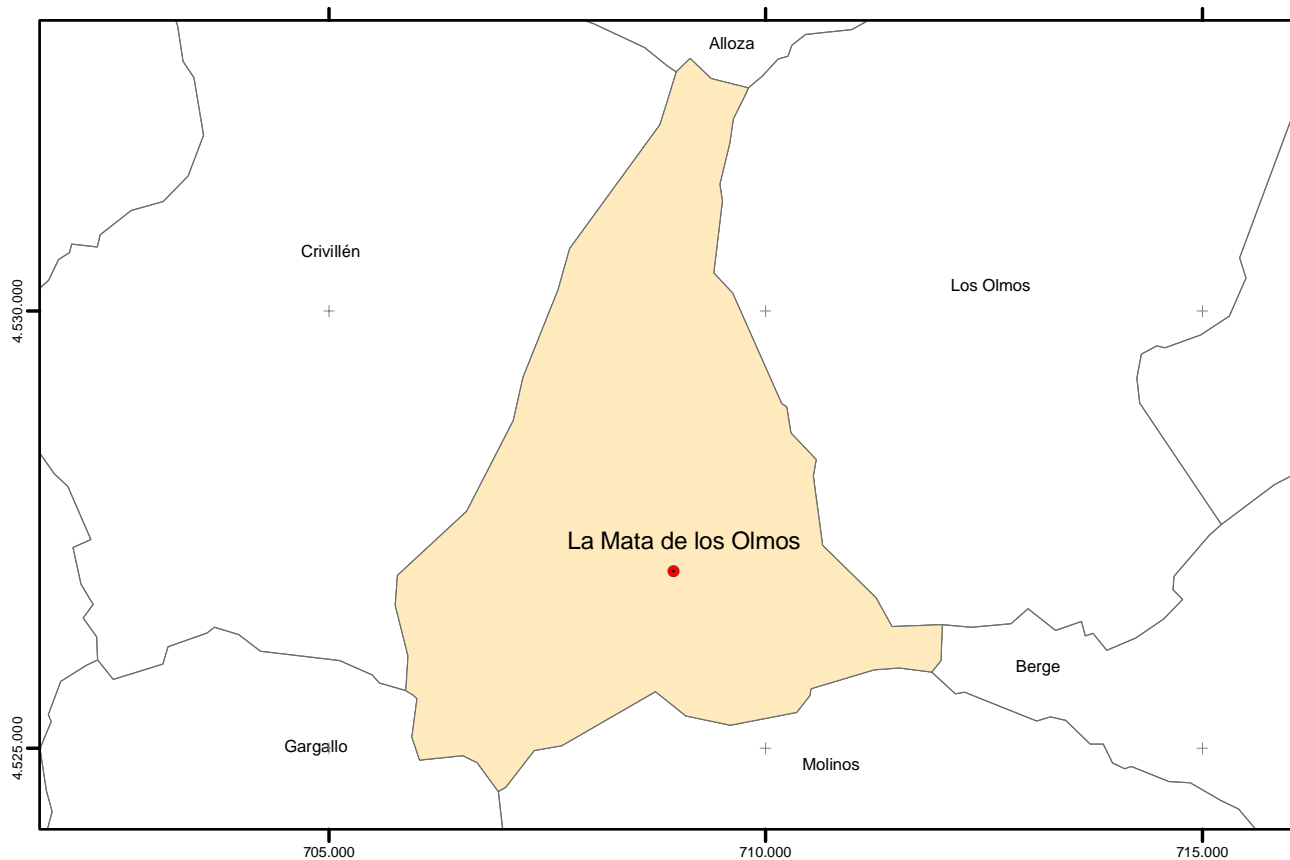 Alloza
Crivillén
Los Olmos
4.530.000
La Mata de los Olmos
Berge
Gargallo
4.525.000
Molinos
705.000
710.000
715.000